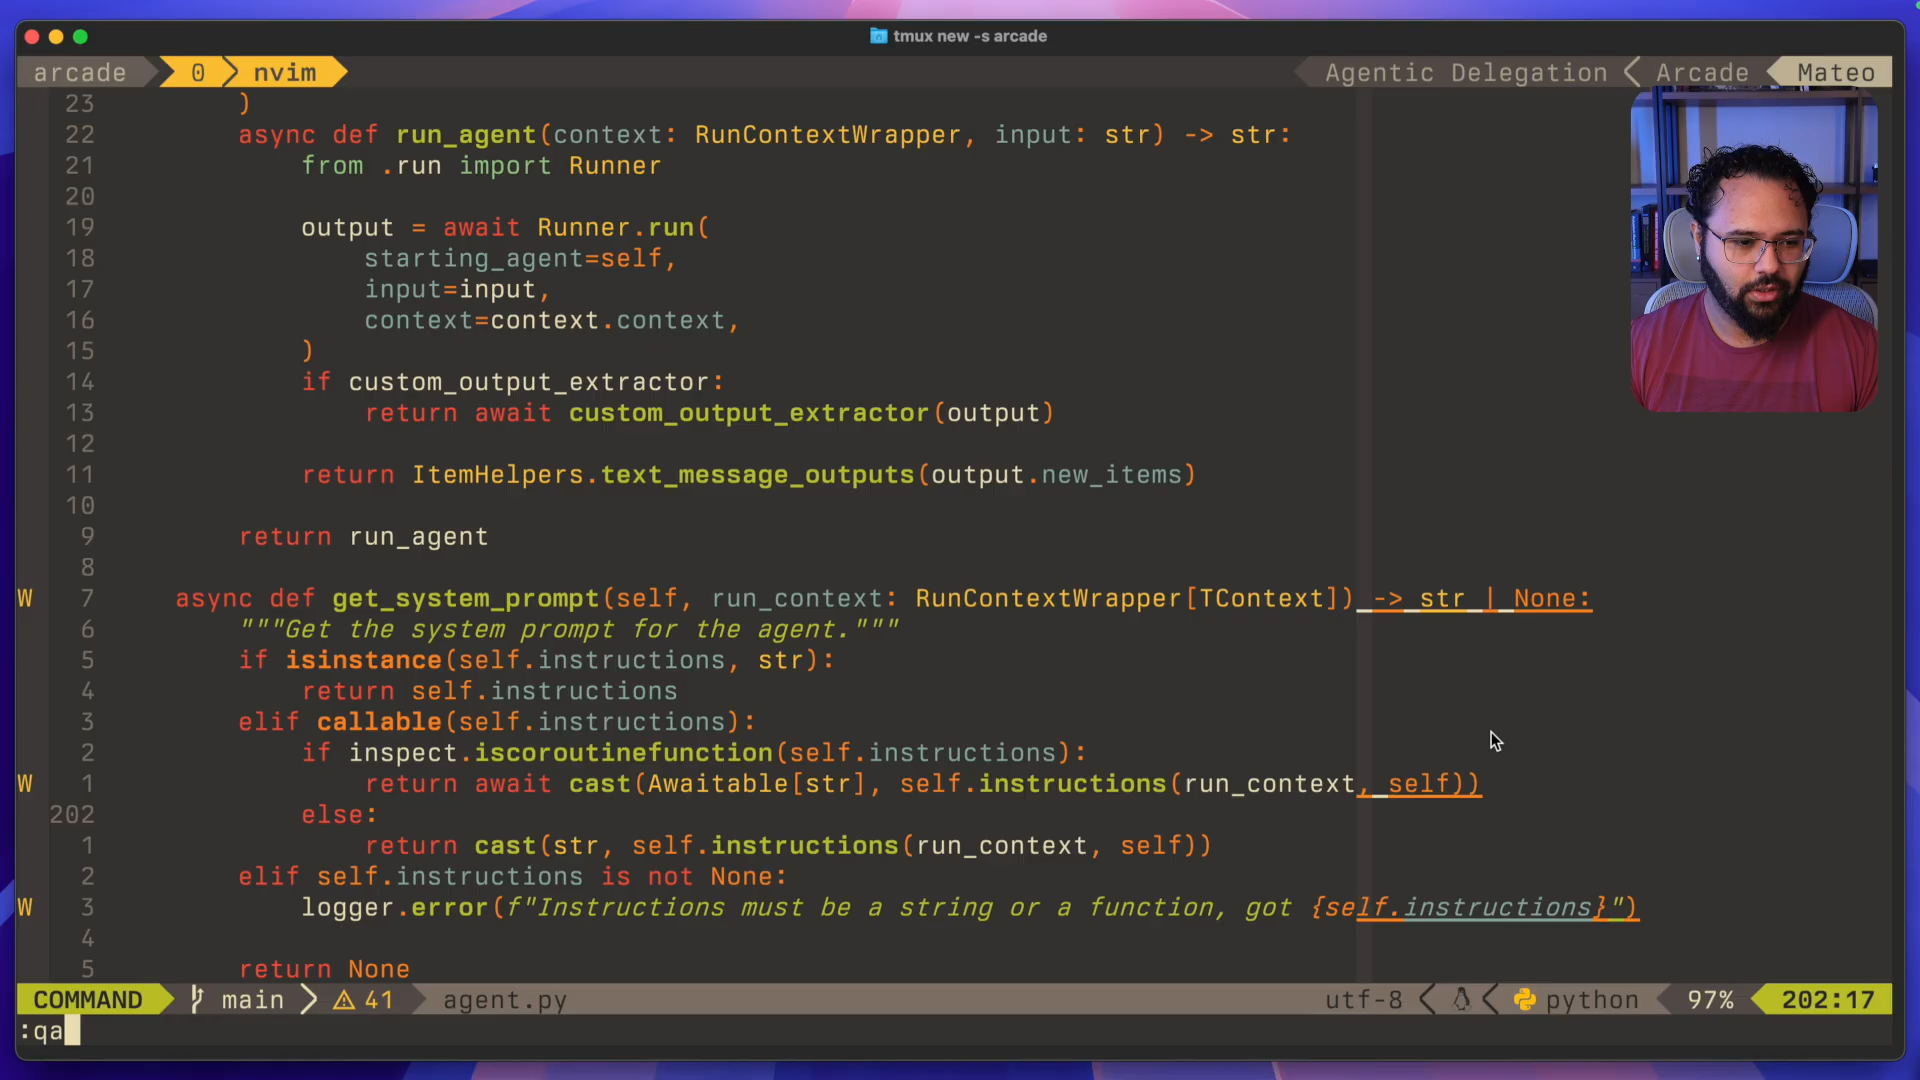 tmux new -s arcade
arcade 0 nvim Agentic Delegation Arcade Mateo
23 )
22 async def run_agent(context: RunContextWrapper, input: str) -> str:
21 from .run import Runner
20
19 output = await Runner.run(
18 starting_agent=self,
17 input=input,
16 context=context.context,
15 )
14 if custom_output_extractor:
13 return await custom_output_extractor(output)
12
11 return ItemHelpers.text_message_outputs(output.new_items)
10
9 return run_agent
8
W 7 async def get_system_prompt(self, run_context: RunContextWrapper[TContext]) -> str | None:
6 """Get the system prompt for the agent."""
5 if isinstance(self.instructions, str):
4 return self.instructions
3 elif callable(self.instructions):
2 if inspect.iscoroutinefunction(self.instructions):
W 1 return await cast(Awaitable[str], self.instructions(run_context, self))
202 else:
1 return cast(str, self.instructions(run_context, self))
2 elif self.instructions is not None:
W 3 logger.error(f"Instructions must be a string or a function, got {self.instructions}")
4
5 return None
COMMAND main 41 agent.py utf-8 python 97% 202:17
:qa